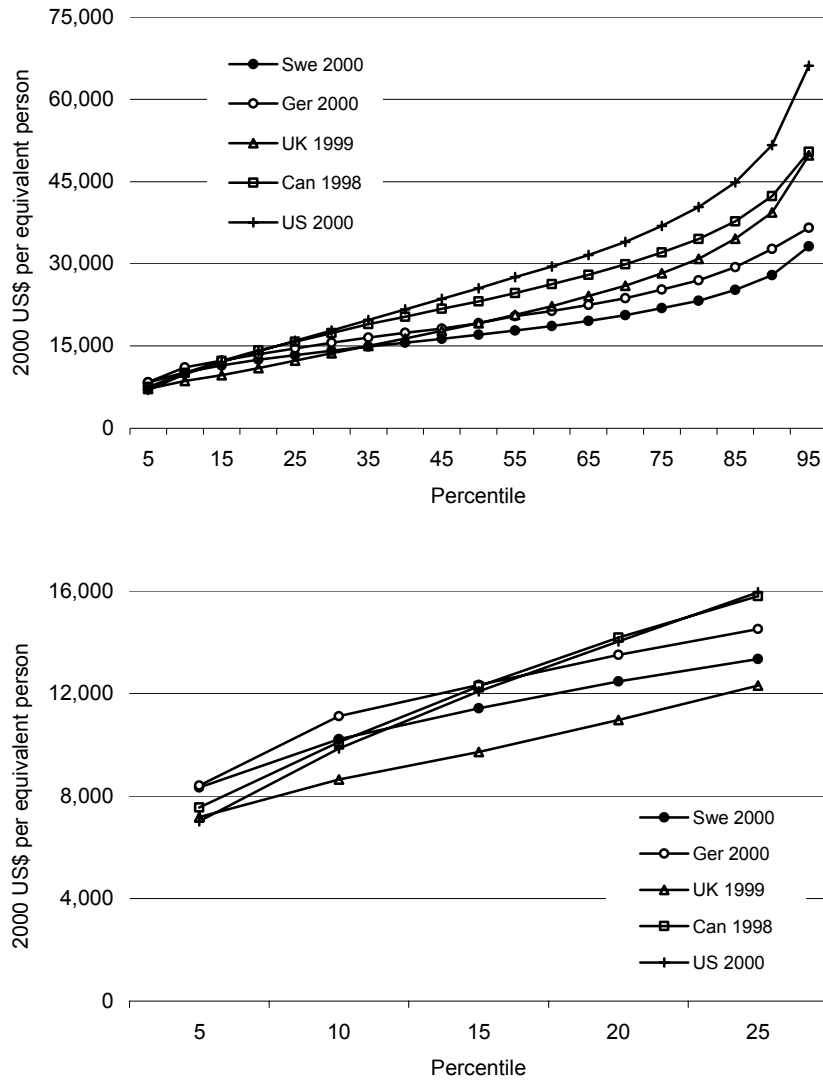 75,000
60,000
45,000
30,000
15,000
0
2000 US$ per equivalent person
Swe 2000
Ger 2000
UK 1999
Can 1998
US 2000
5 15 25 35 45 55 65 75 85 95
Percentile
16,000
12,000
8,000
4,000
0
2000 US$ per equivalent person
Swe 2000
Ger 2000
UK 1999
Can 1998
US 2000
5 10 15 20 25
Percentile